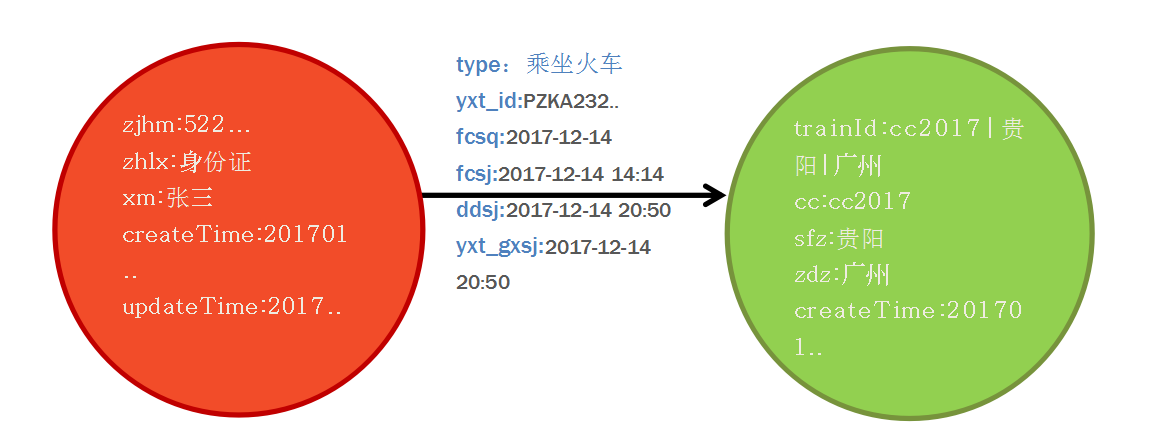 zjhm:522...
zhlx:身份证
xm:张三
createTime:201701
..
updateTime:2017..
type：乘坐火车
yxt_id:PZKA232..
fcsq:2017-12-14
fcsj:2017-12-14 14:14
ddsj:2017-12-14 20:50
yxt_gxsj:2017-12-14
20:50
trainId:cc2017|贵
阳|广州
cc:cc2017
sfz:贵阳
zdz:广州
createTime:20170
1..